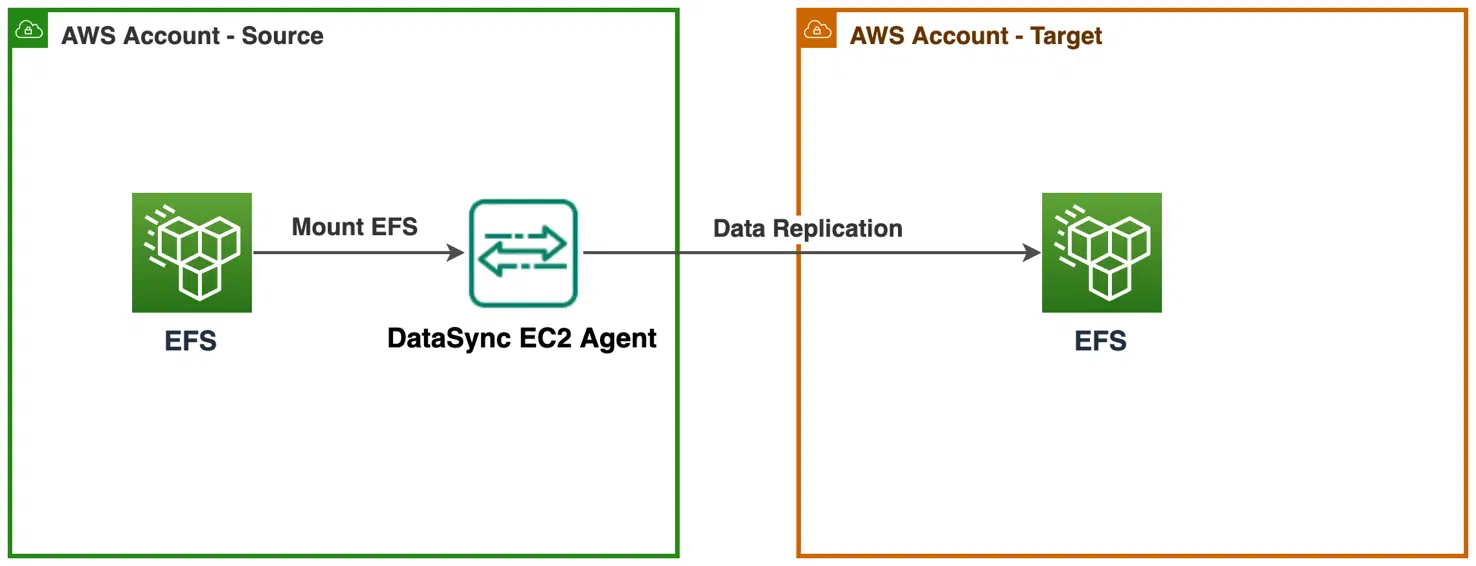 AWS Account - Source
AWS Account - Target
Mount EFS
Data Replication
EFS
DataSync EC2 Agent
EFS